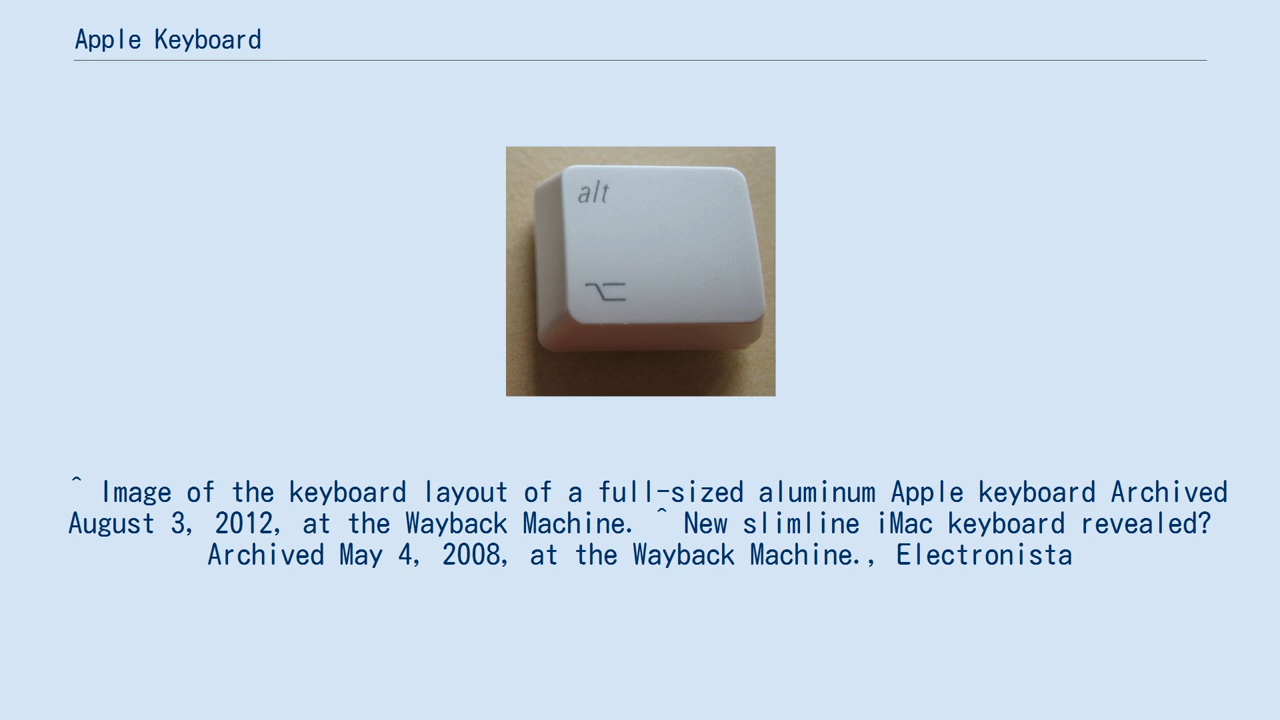 Apple Keyboard
alt
⌥
^ Image of the keyboard layout of a full-sized aluminum Apple keyboard Archived
August 3, 2012, at the Wayback Machine. ^ New slimline iMac keyboard revealed?
Archived May 4, 2008, at the Wayback Machine., Electronista